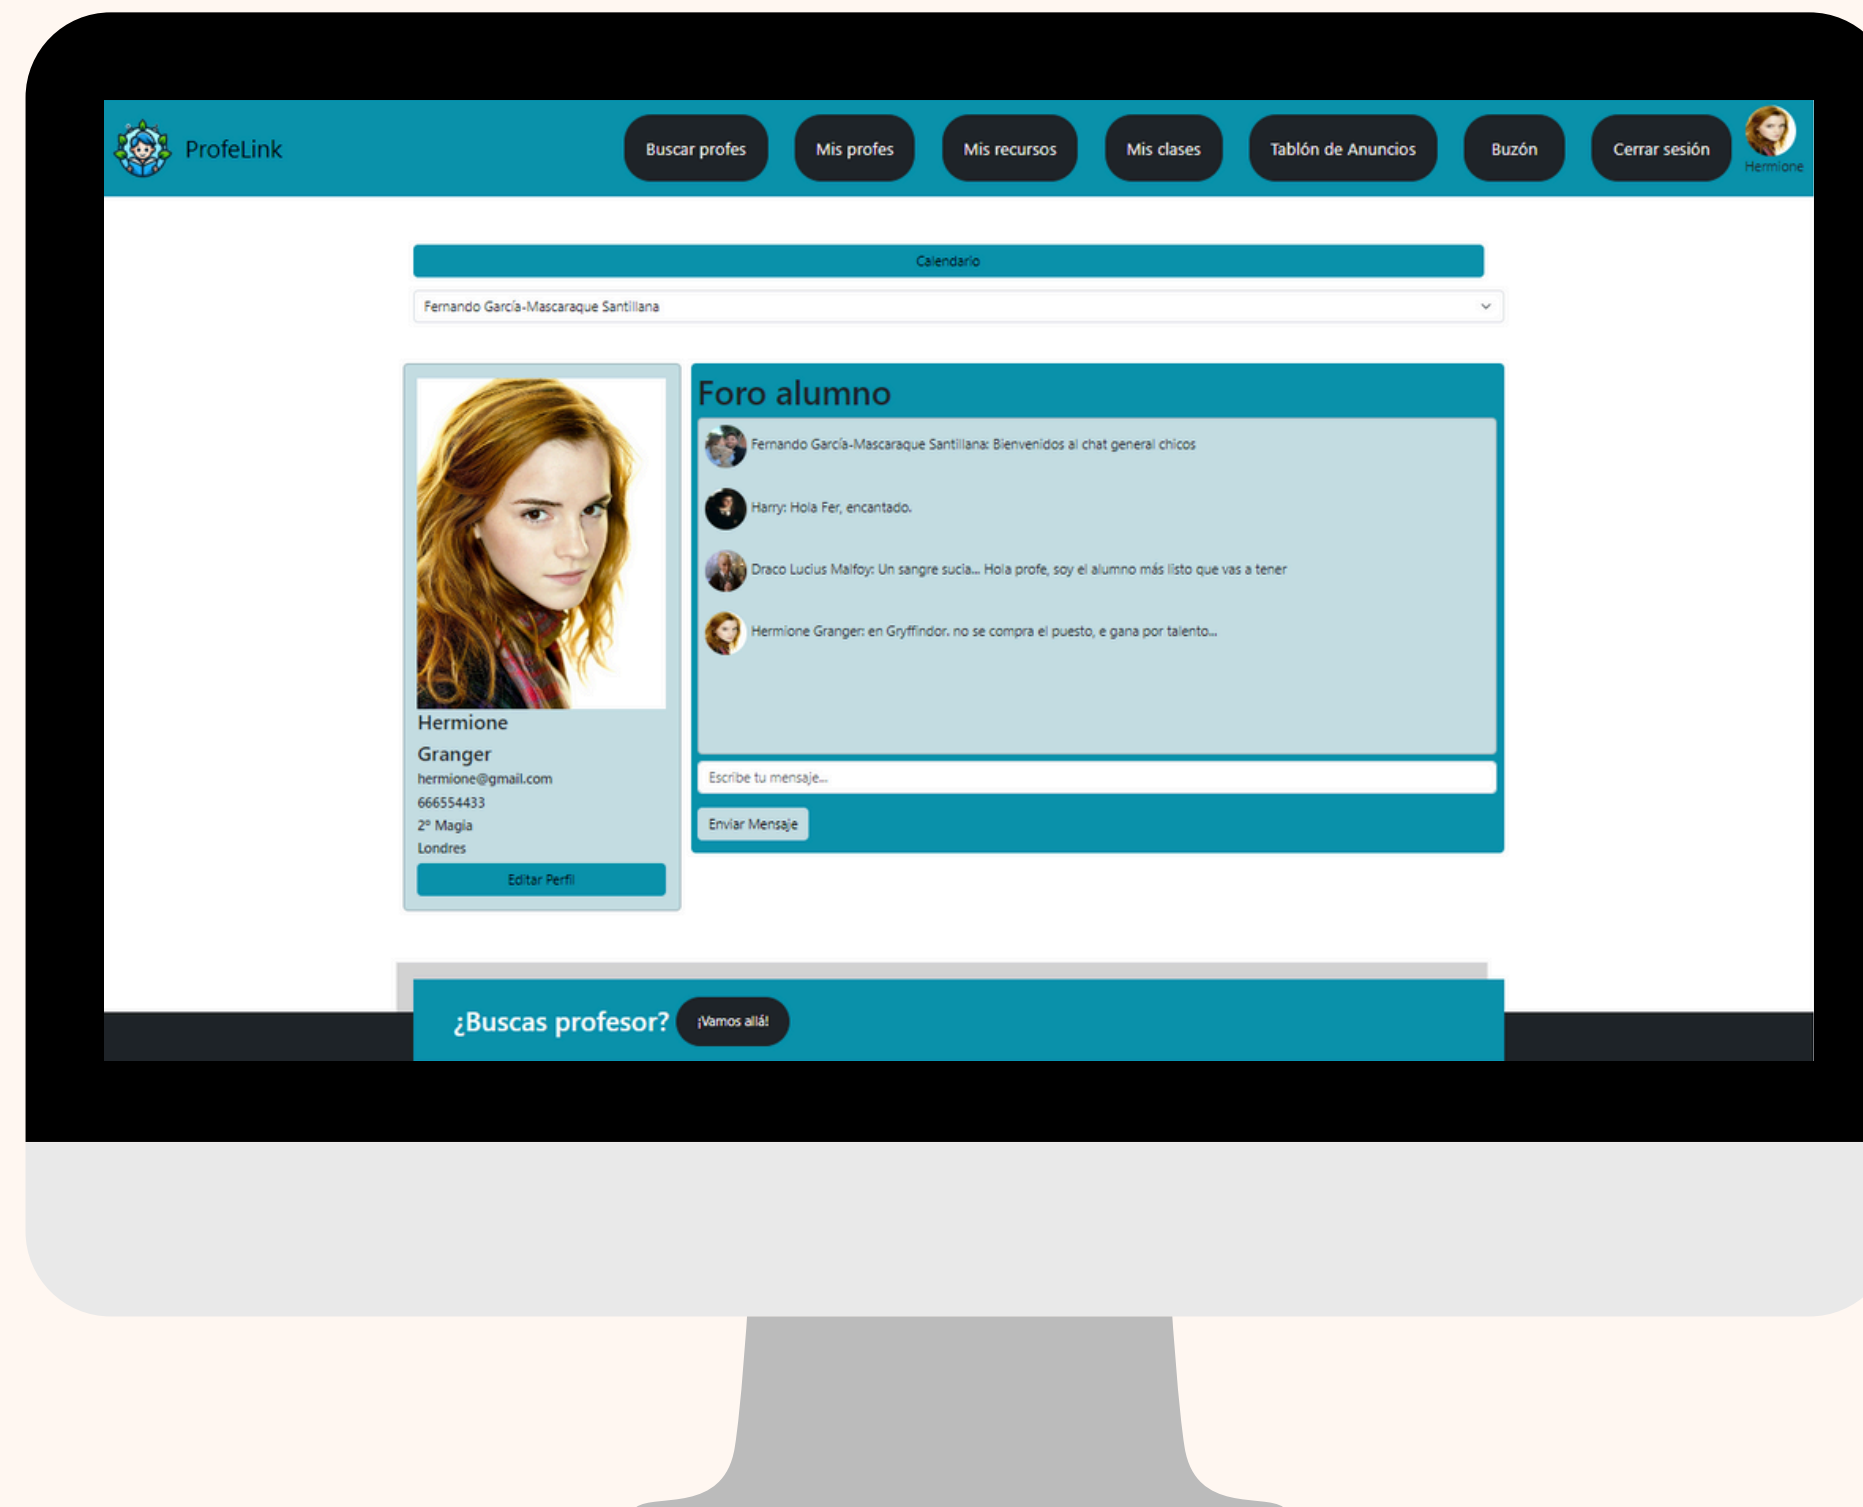 ProfeLink
Buscar profes
Mis profes
Mis recursos
Mis clases
Tablón de Anuncios
Buzón
Cerrar sesión
Hermione
Calendario
Fernando García-Mascaraque Santillana
Foro alumno
Fernando García-Mascaraque Santillana: Bienvenidos al chat general chicos
Harry: Hola Fer, encantado.
Draco Lucius Malfoy: Un sangre sucia... Hola profe, soy el alumno más listo que vas a tener
Hermione Granger: en Gryffindor. no se compra el puesto, e gana por talento...
Escribe tu mensaje...
Enviar Mensaje
Hermione
Granger
hermione@gmail.com
666554433
2º Magia
Londres
Editar Perfil
¿Buscas profesor?
¡Vamos allá!